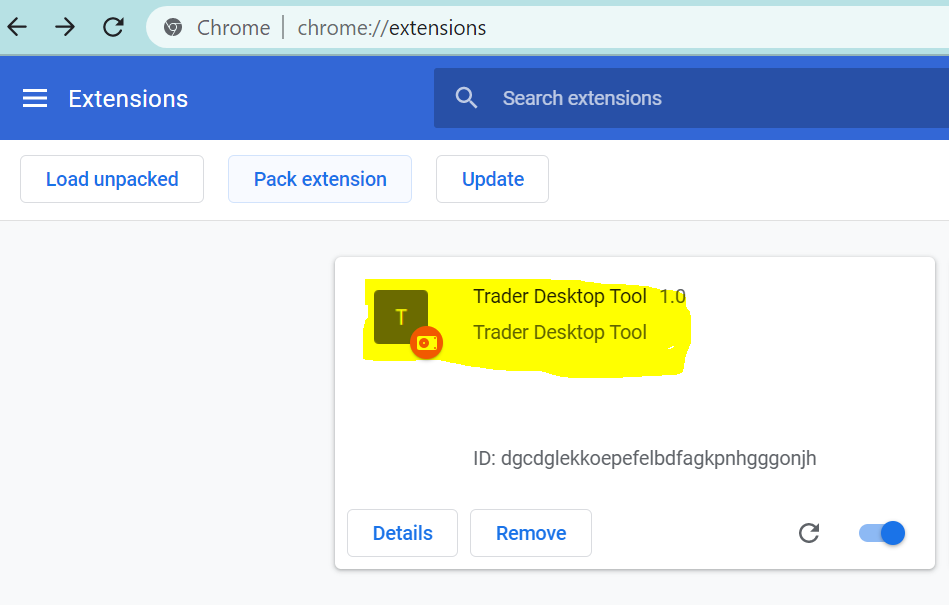 Chrome | chrome://extensions
Extensions
Search extensions
Load unpacked
Pack extension
Update
T
Trader Desktop Tool 1.0
Trader Desktop Tool
ID: dgcdglekkoepefelbdfagkpnhgggonjh
Details
Remove